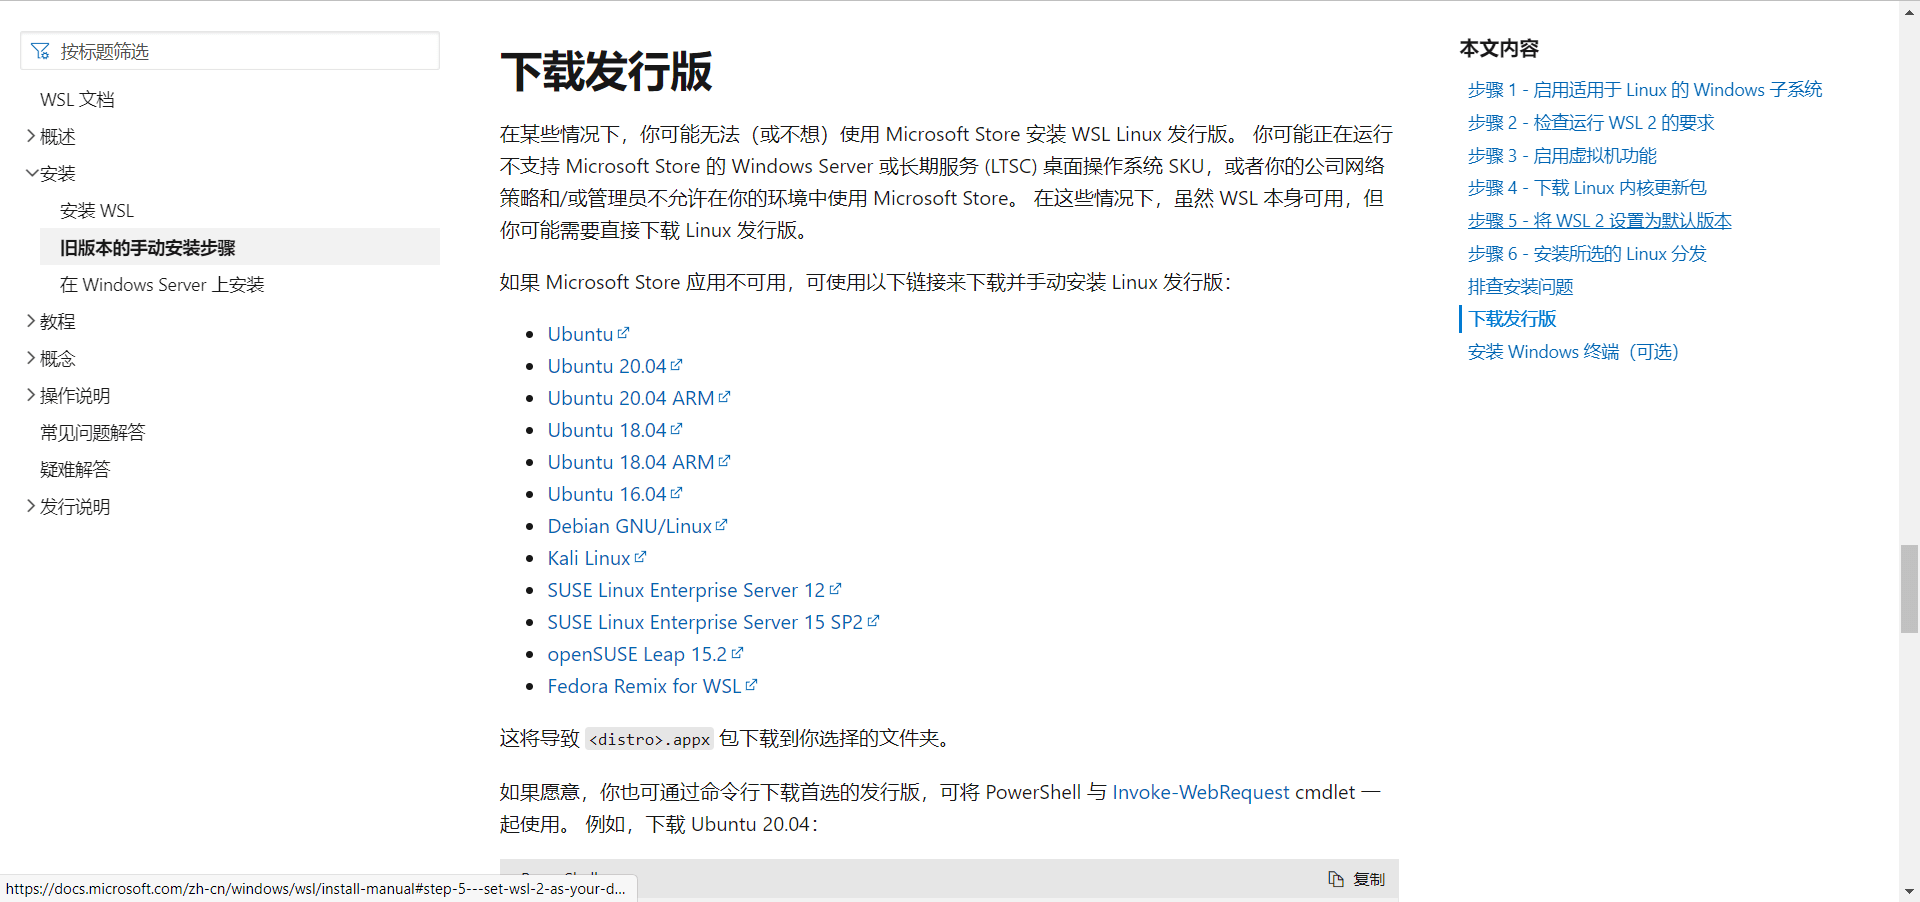 按标题筛选
WSL 文档
概述
安装
安装 WSL
旧版本的手动安装步骤
在 Windows Server 上安装
教程
概念
操作说明
常见问题解答
疑难解答
发行说明
下载发行版
在某些情况下，你可能无法（或不想）使用 Microsoft Store 安装 WSL Linux 发行版。 你可能正在运行
不支持 Microsoft Store 的 Windows Server 或长期服务 (LTSC) 桌面操作系统 SKU，或者你的公司网络
策略和/或管理员不允许在你的环境中使用 Microsoft Store。 在这些情况下，虽然 WSL 本身可用，但
你可能需要直接下载 Linux 发行版。
如果 Microsoft Store 应用不可用，可使用以下链接来下载并手动安装 Linux 发行版：
Ubuntu
Ubuntu 20.04
Ubuntu 20.04 ARM
Ubuntu 18.04
Ubuntu 18.04 ARM
Ubuntu 16.04
Debian GNU/Linux
Kali Linux
SUSE Linux Enterprise Server 12
SUSE Linux Enterprise Server 15 SP2
openSUSE Leap 15.2
Fedora Remix for WSL
这将导致 <distro>.appx 包下载到你选择的文件夹。
如果愿意，你也可通过命令行下载首选的发行版，可将 PowerShell 与 Invoke-WebRequest cmdlet 一
起使用。 例如，下载 Ubuntu 20.04：
复制
本文内容
步骤 1 - 启用适用于 Linux 的 Windows 子系统
步骤 2 - 检查运行 WSL 2 的要求
步骤 3 - 启用虚拟机功能
步骤 4 - 下载 Linux 内核更新包
步骤 5 - 将 WSL 2 设置为默认版本
步骤 6 - 安装所选的 Linux 分发
排查安装问题
下载发行版
安装 Windows 终端（可选）
https://docs.microsoft.com/zh-cn/windows/wsl/install-manual#step-5---set-wsl-2-as-your-d...